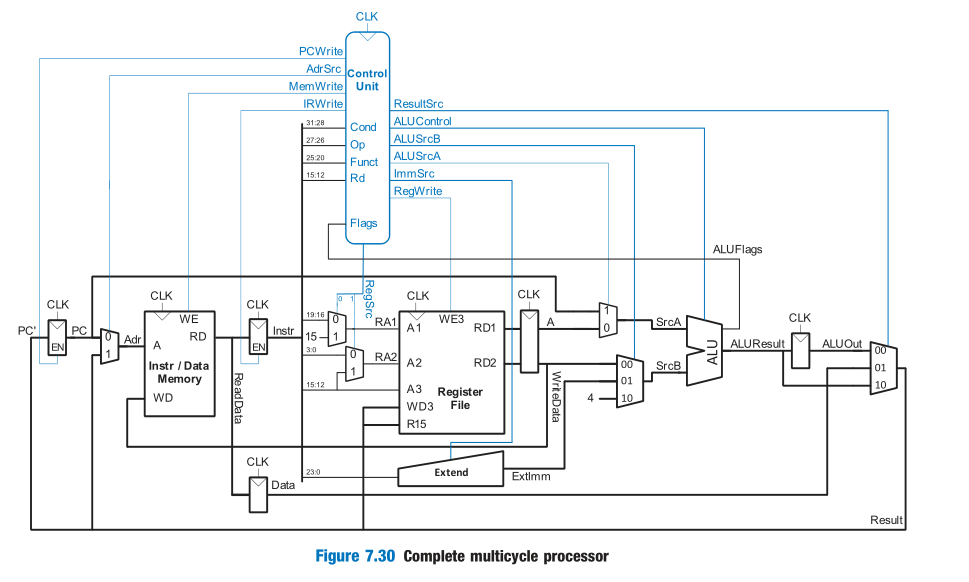 CLK
PCWrite
AdrSrc
MemWrite
IRWrite
Control
Unit
ResultSrc
ALUControl
ALUSrcB
ALUSrcA
ImmSrc
RegWrite
31:28
Cond
27:26
Op
25:20
Funct
15:12
Rd
Flags
ALUFlags
RegSrc
0 1
CLK
PC'
EN
PC
0
1
Adr
CLK
WE
RD
A
Instr / Data
Memory
WD
ReadData
CLK
EN
Instr
19:16
15
0
1
RA1
3:0
0
1
RA2
15:12
CLK
WE3
A1
RD1
A2
RD2
A3
Register
File
WD3
R15
CLK
A
WriteData
1
0
SrcA
00
01
4
10
SrcB
ALU
ALUResult
CLK
ALUOut
00
01
10
23:0
Extend
ExtImm
CLK
Data
Result
Figure 7.30 Complete multicycle processor